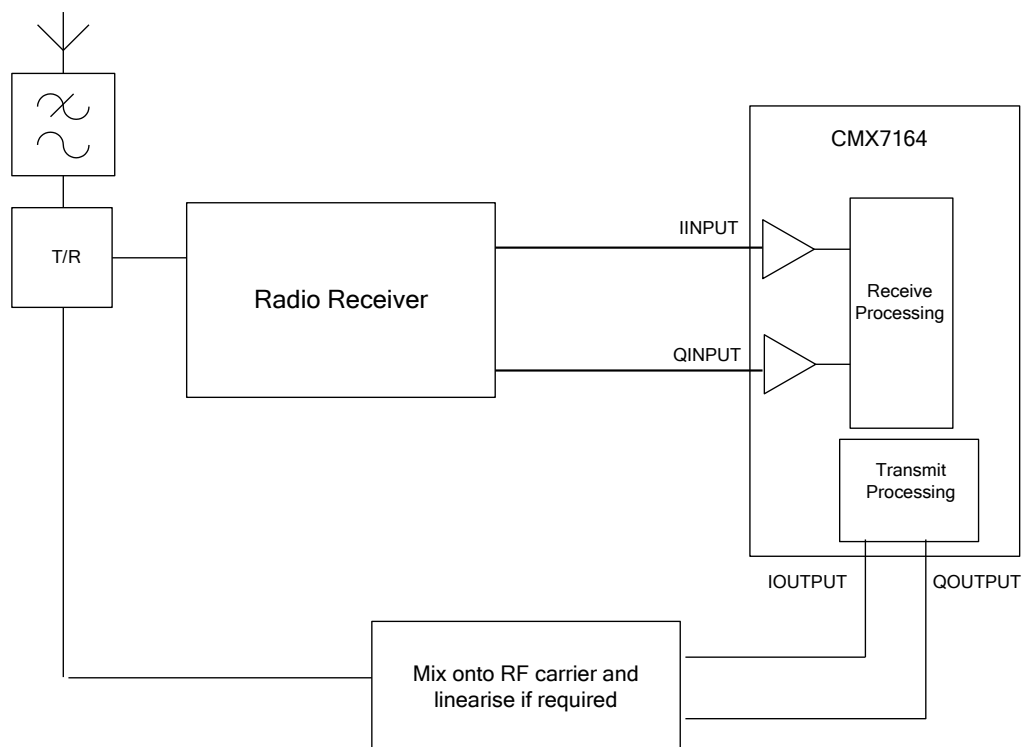 CMX7164
IINPUT
T/R
Radio Receiver
Receive
Processing
QINPUT
Transmit
Processing
IOUTPUT
QOUTPUT
Mix onto RF carrier and
linearise if required